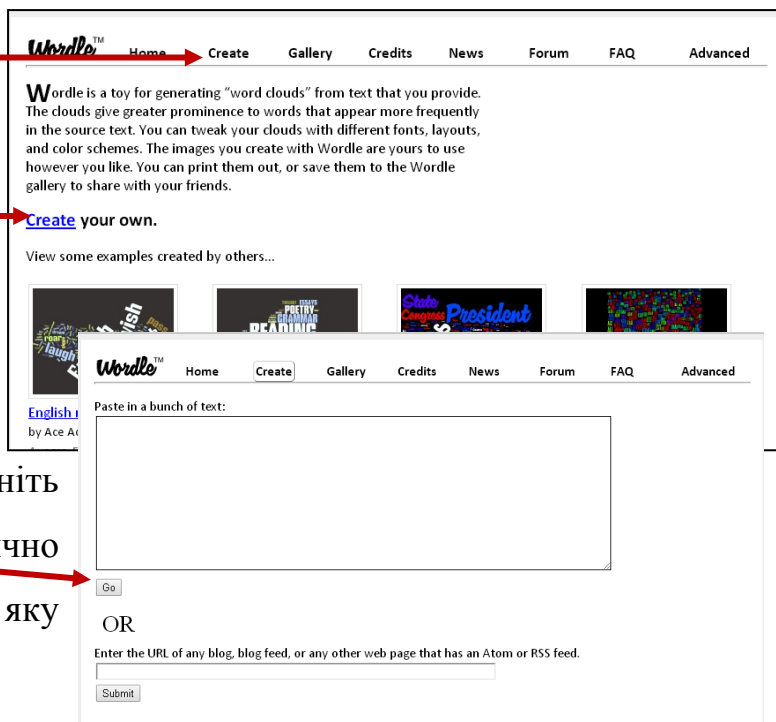 Wordle™ Home Create Gallery Credits News Forum FAQ Advanced
Wordle is a toy for generating “word clouds” from text that you provide.
The clouds give greater prominence to words that appear more frequently
in the source text. You can tweak your clouds with different fonts, layouts,
and color schemes. The images you create with Wordle are yours to use
however you like. You can print them out, or save them to the Wordle
gallery to share with your friends.
Create your own.
View some examples created by others...
laugh
POETRY
GRAMMAR
READING
State
Congress President
English
by Ace
Wordle™ Home Create Gallery Credits News Forum FAQ Advanced
Paste in a bunch of text:
Go
OR
Enter the URL of any blog, blog feed, or any other web page that has an Atom or RSS feed.
Submit
ніть
чно
яку